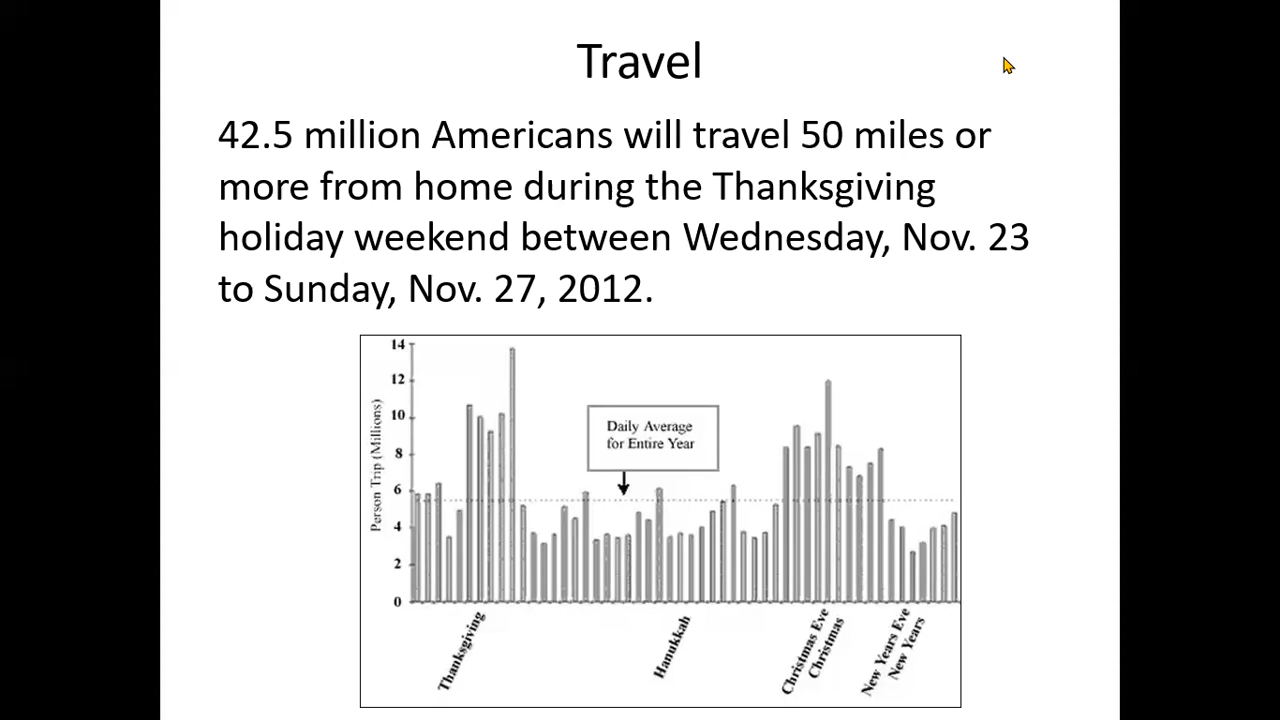 Travel
42.5 million Americans will travel 50 miles or
more from home during the Thanksgiving
holiday weekend between Wednesday, Nov. 23
to Sunday, Nov. 27, 2012.
14
12
10
8
6
4
2
0
Person Trip (Millions)
Daily Average
for Entire Year
Thanksgiving
Hanukkah
Christmas Eve
Christmas
New Years Eve
New Years